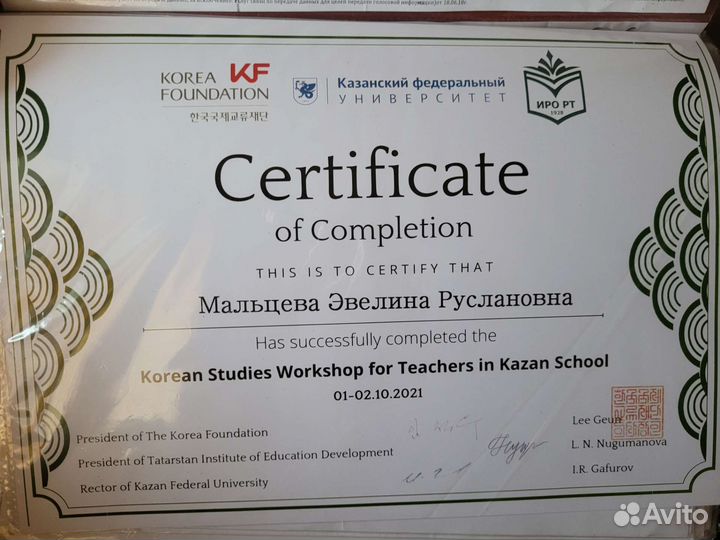 KOREA KF
FOUNDATION
한국국제교류재단
Казанский федеральный
УНИВЕРСИТЕТ
ИРО РТ
1928
Certificate
of Completion
THIS IS TO CERTIFY THAT
Мальцева Эвелина Руслановна
Has successfully completed the
Korean Studies Workshop for Teachers in Kazan School
01-02.10.2021
President of The Korea Foundation Lee Geun
President of Tatarstan Institute of Education Development L. N. Nugumanova
Rector of Kazan Federal University I.R. Gafurov
Avito